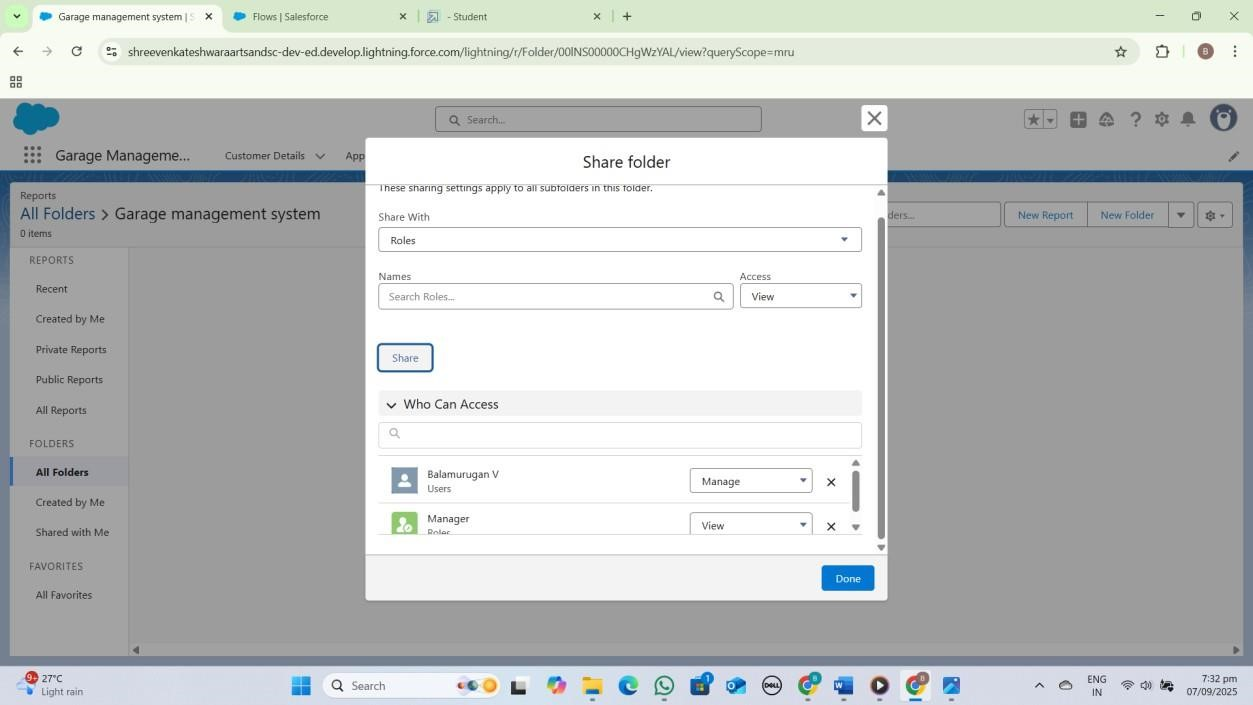 Garage management system | S
Flows | Salesforce
- Student
shreevenkateshwaraartsandsc-dev-ed.develop.lightning.force.com/lightning/r/Folder/00lNS00000CHgWzYAL/view?queryScope=mru
B
Search...
Garage Manageme...
Customer Details
App
Share folder
These sharing settings apply to all subfolders in this folder.
Reports
All Folders > Garage management system
0 items
ders...
New Report
New Folder
Share With
Roles
Names
Access
Search Roles...
View
Share
Who Can Access
Balamurugan V
Users
Manage
Manager
Roles
View
Done
REPORTS
Recent
Created by Me
Private Reports
Public Reports
All Reports
FOLDERS
All Folders
Created by Me
Shared with Me
FAVORITES
All Favorites
9+
27°C
Light rain
Search
1
DELL
B
B
ENG
IN
7:32 pm
07/09/2025